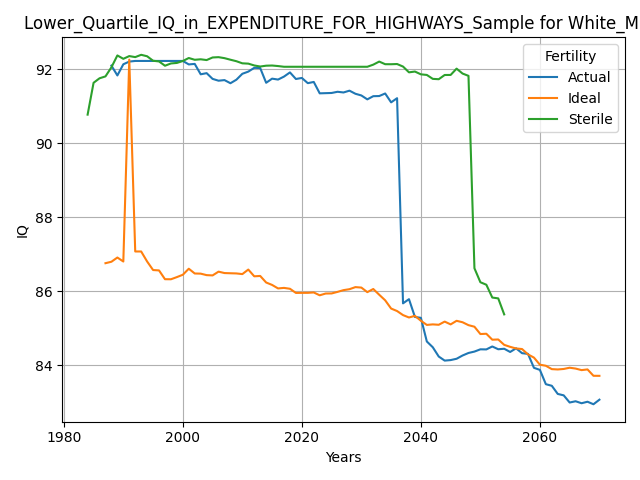 Lower_Quartile_IQ_in_EXPENDITURE_FOR_HIGHWAYS_Sample for White_M
Fertility
Actual
Ideal
Sterile
IQ
92
90
88
86
84
1980
2000
2020
2040
2060
Years